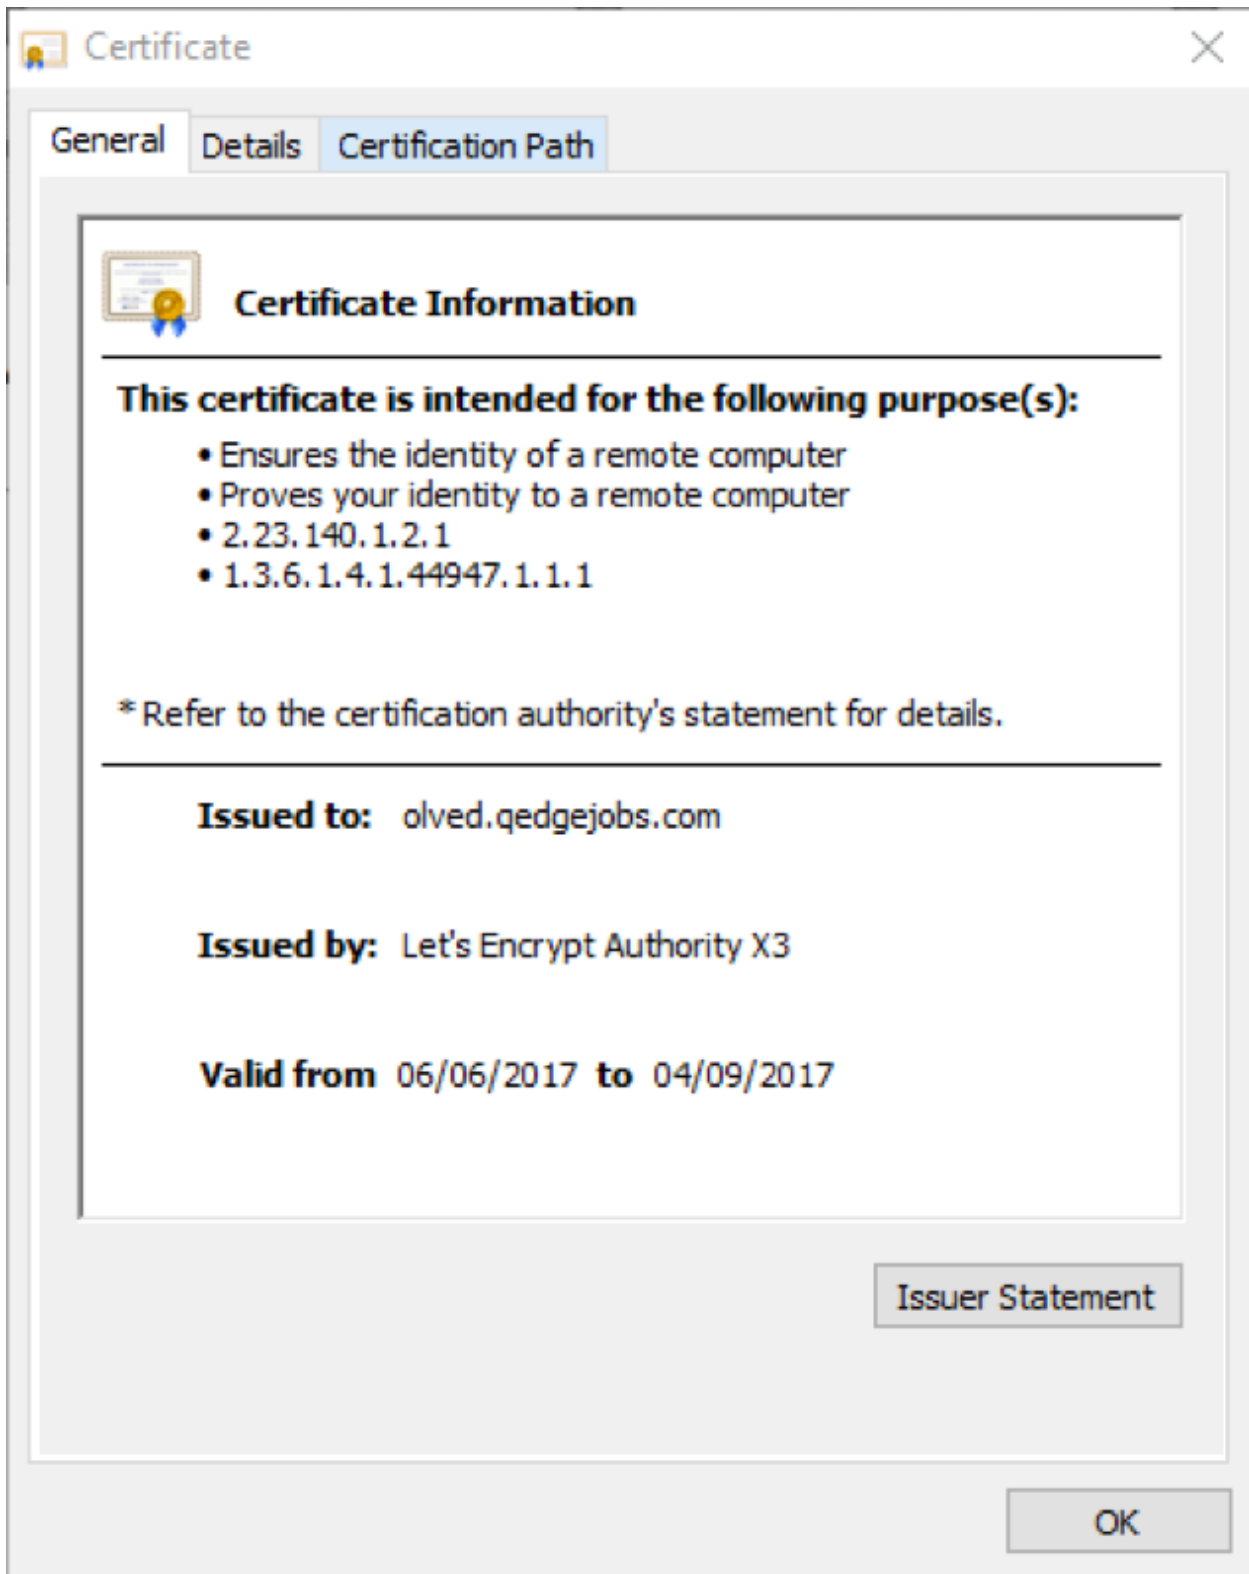 Certificate
General Details Certification Path
Certificate Information
This certificate is intended for the following purpose(s):
• Ensures the identity of a remote computer
• Proves your identity to a remote computer
• 2.23.140.1.2.1
• 1.3.6.1.4.1.44947.1.1.1
* Refer to the certification authority's statement for details.
Issued to: olved.qedgejobs.com
Issued by: Let's Encrypt Authority X3
Valid from 06/06/2017 to 04/09/2017
Issuer Statement
OK